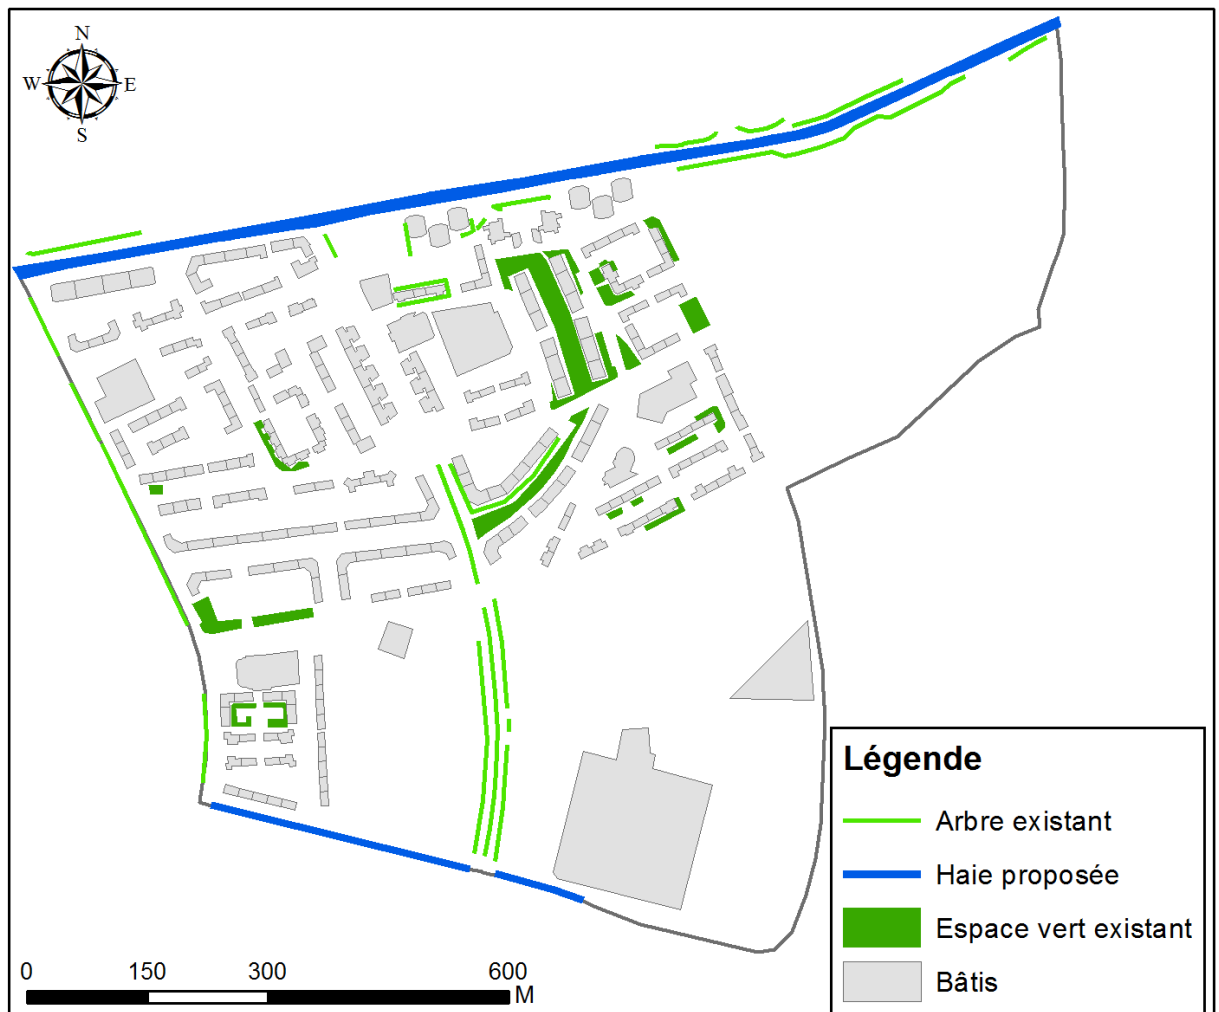 N
W E
S
Légende
Arbre existant
Haie proposée
Espace vert existant
Bâtis
0 150 300 600
M